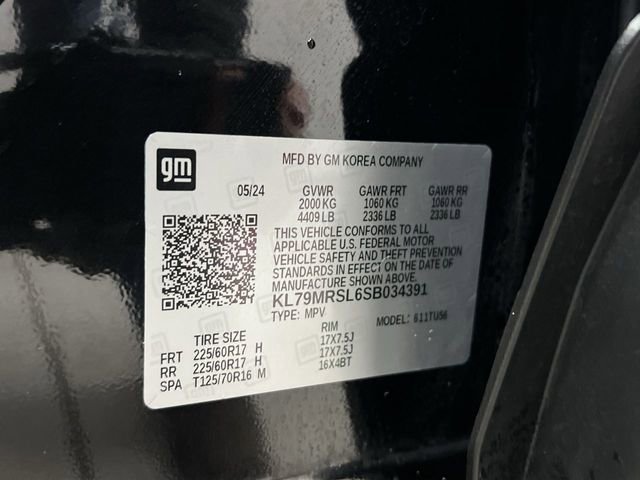 gm
MFD BY GM KOREA COMPANY
05/24 GVWR GAWR FRT GAWR RR
2000 KG 1060 KG 1060 KG
4409 LB 2336 LB 2336 LB
THIS VEHICLE CONFORMS TO ALL
APPLICABLE U.S. FEDERAL MOTOR
VEHICLE SAFETY AND THEFT PREVENTION
STANDARDS IN EFFECT ON THE DATE OF
MANUFACTURE SHOWN ABOVE.
KL79MRSL6SB034391
TYPE: MPV MODEL: 611TU56
TIRE SIZE RIM
FRT 225/60R17 H 17X7.5J
RR 225/60R17 H 17X7.5J
SPA T125/70R16 M 16X4BT